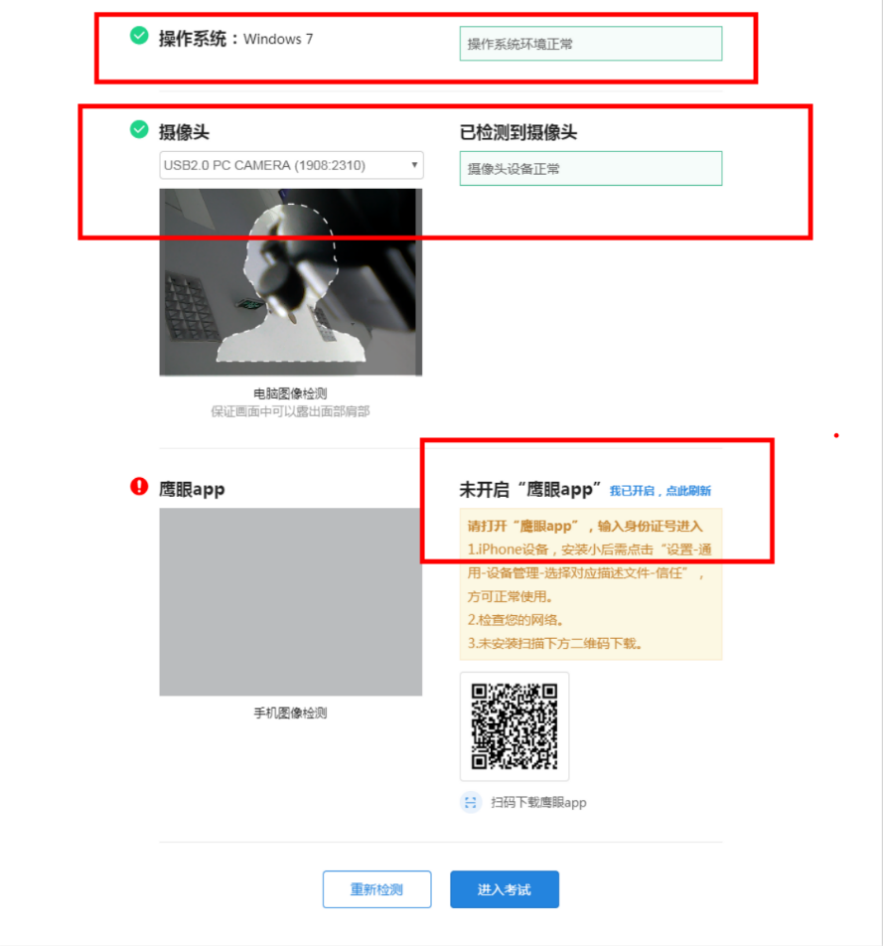 操作系统：Windows 7
操作系统环境正常
摄像头
已检测到摄像头
USB2.0 PC CAMERA (1908:2310)
摄像头设备正常
电脑图像检测
保证画面中可以露出面部肩部
鹰眼app
未开启“鹰眼app” 我已开启，点此刷新
请打开“鹰眼app”，输入身份证号进入
1.iPhone设备，安装小后需点击“设置-通
用-设备管理-选择对应描述文件-信任”，
方可正常使用。
2.检查您的网络。
3.未安装扫描下方二维码下载。
手机图像检测
扫码下载鹰眼app
重新检测
进入考试